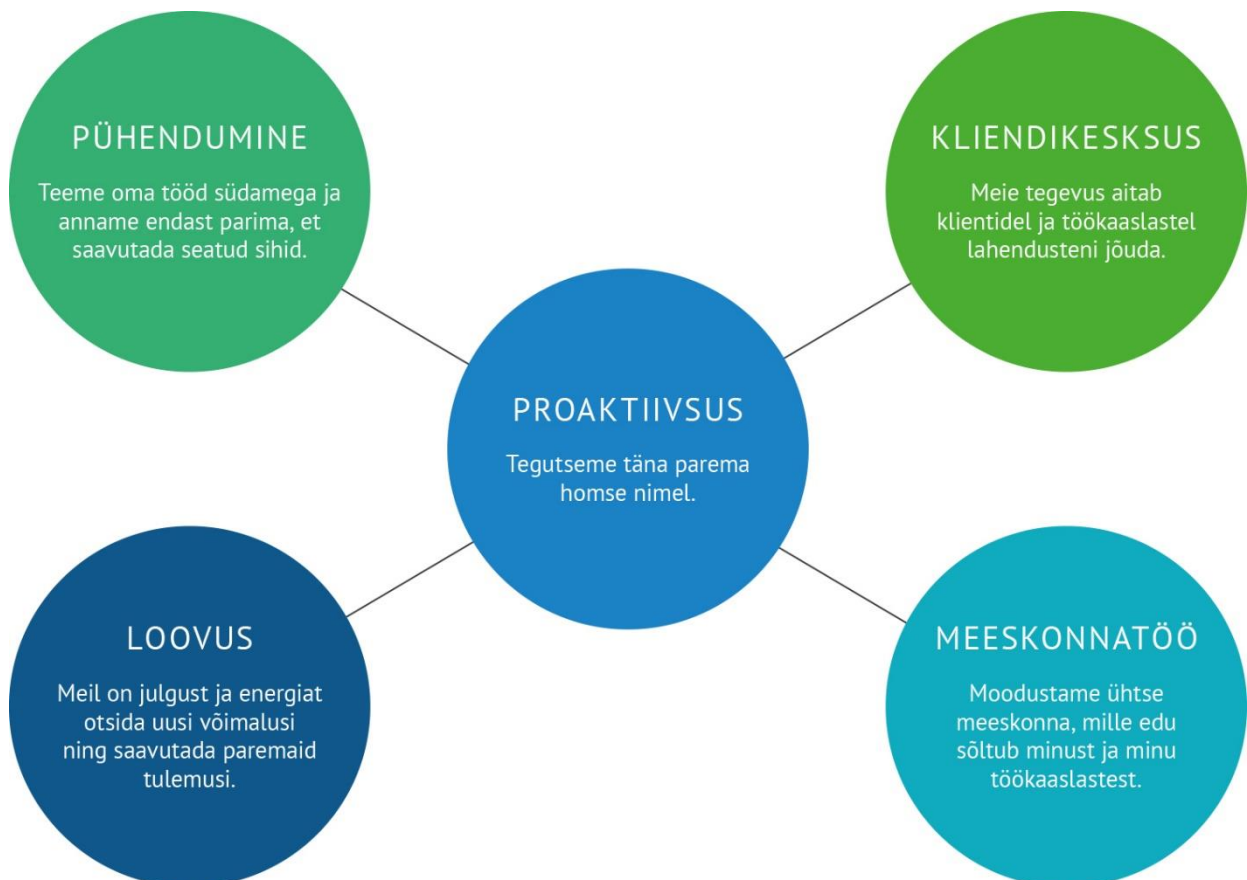 PÜHENDUMINE
Teeme oma tööd südamega ja
anname endast parima, et
saavutada seatud sihid.
KLIENDIKESKSUS
Meie tegevus aitab
klientidel ja töökaaslastel
lahendusteni jõuda.
PROAKTIIVSUS
Tegutseme täna parema
homse nimel.
LOOVUS
Meil on julgust ja energiat
otsida uusi võimalusi
ning saavutada paremaid
tulemusi.
MEESKONNATÖÖ
Moodustame ühtse
meeskonna, mille edu
sõltub minust ja minu
töökaaslastest.